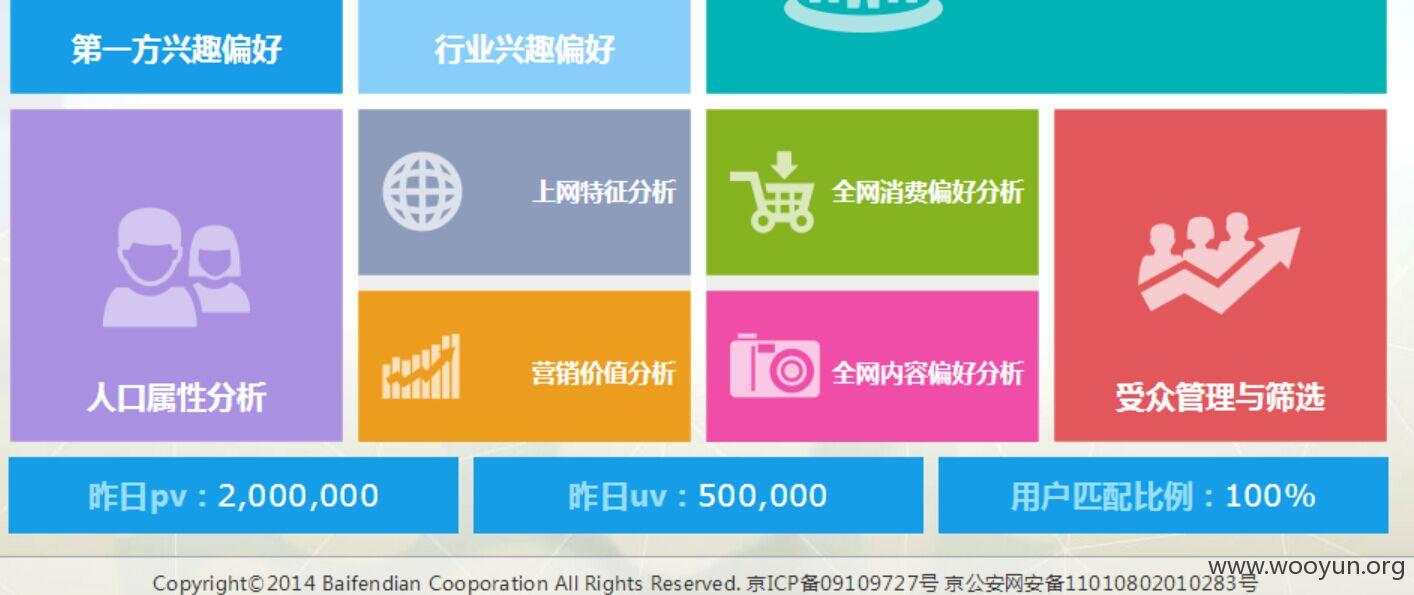 第一方兴趣偏好
行业兴趣偏好
上网特征分析
全网消费偏好分析
人口属性分析
营销价值分析
全网内容偏好分析
受众管理与筛选
昨日pv：2,000,000
昨日uv：500,000
用户匹配比例：100%
Copyright©2014 Baifendian Cooporation All Rights Reserved. 京ICP备09109727号 京公安网安备11010802010283号
www.wooyun.org